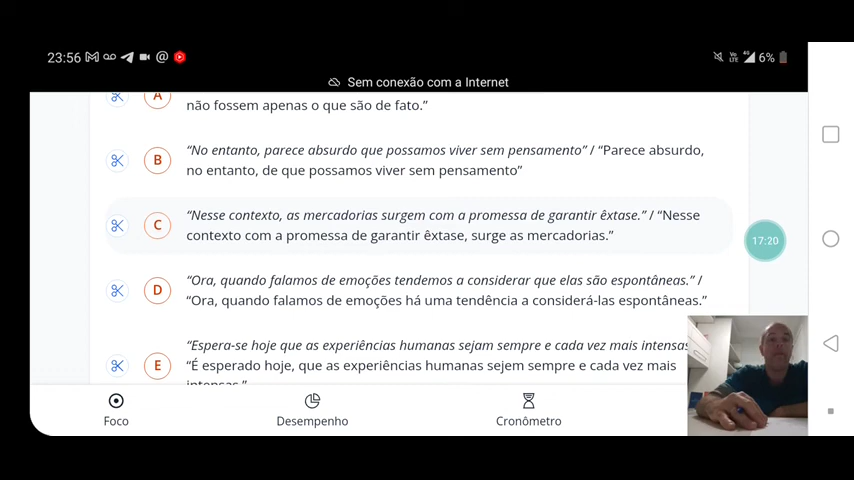 23:56
4G 6%
Sem conexão com a Internet
A
não fossem apenas o que são de fato.”
B “No entanto, parece absurdo que possamos viver sem pensamento” / “Parece absurdo,
no entanto, de que possamos viver sem pensamento”
C “Nesse contexto, as mercadorias surgem com a promessa de garantir êxtase.” / “Nesse
contexto com a promessa de garantir êxtase, surge as mercadorias.”
17:20
D “Ora, quando falamos de emoções tendemos a considerar que elas são espontâneas.” /
“Ora, quando falamos de emoções há uma tendência a considerá-las espontâneas.”
E “Espera-se hoje que as experiências humanas sejam sempre e cada vez mais intensas
“É esperado hoje, que as experiências humanas sejem sempre e cada vez mais
intensas.”
Foco Desempenho Cronômetro